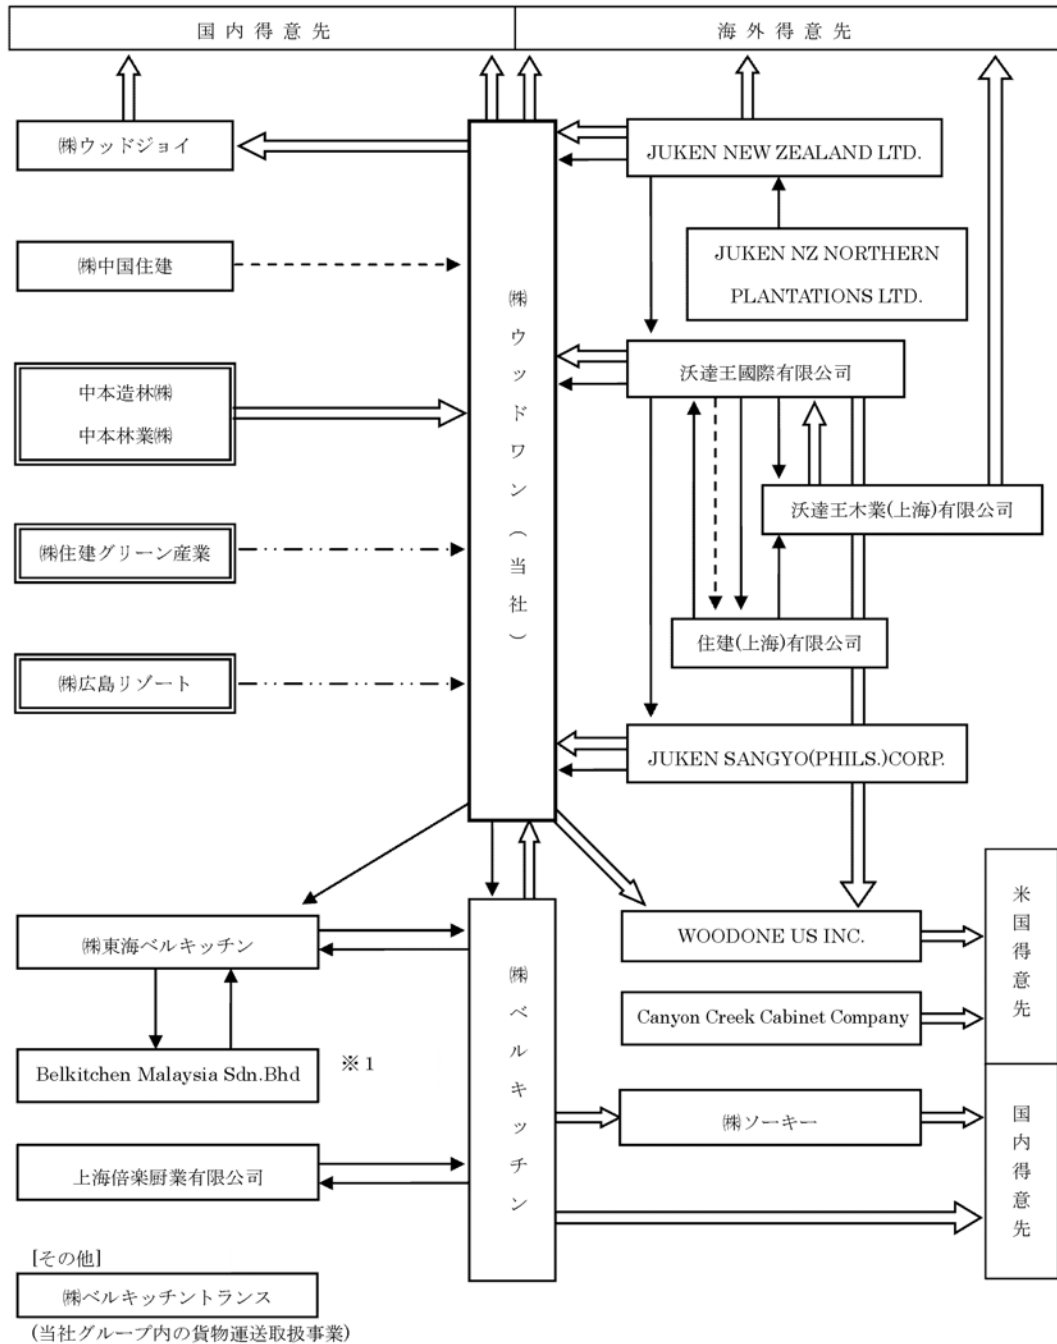 国内得意先
海外得意先
㈱ウッドジョイ
JUKEN NEW ZEALAND LTD.
㈱中国住建
JUKEN NZ NORTHERN
PLANTATIONS LTD.
㈱ウッドワン(当社)
沃達王國際有限公司
中本造林㈱
中本林業㈱
沃達王木業(上海)有限公司
㈱住建グリーン産業
住建(上海)有限公司
㈱広島リゾート
JUKEN SANGYO(PHILS.)CORP.
㈱東海ベルキッチン
㈱ベルキッチン
WOODONE US INC.
米国得意先
Canyon Creek Cabinet Company
Belkitchen Malaysia Sdn.Bhd
※1
㈱ソーキー
国内得意先
上海倍楽厨業有限公司
[その他]
㈱ベルキッチントランス
(当社グループ内の貨物運送取扱事業)